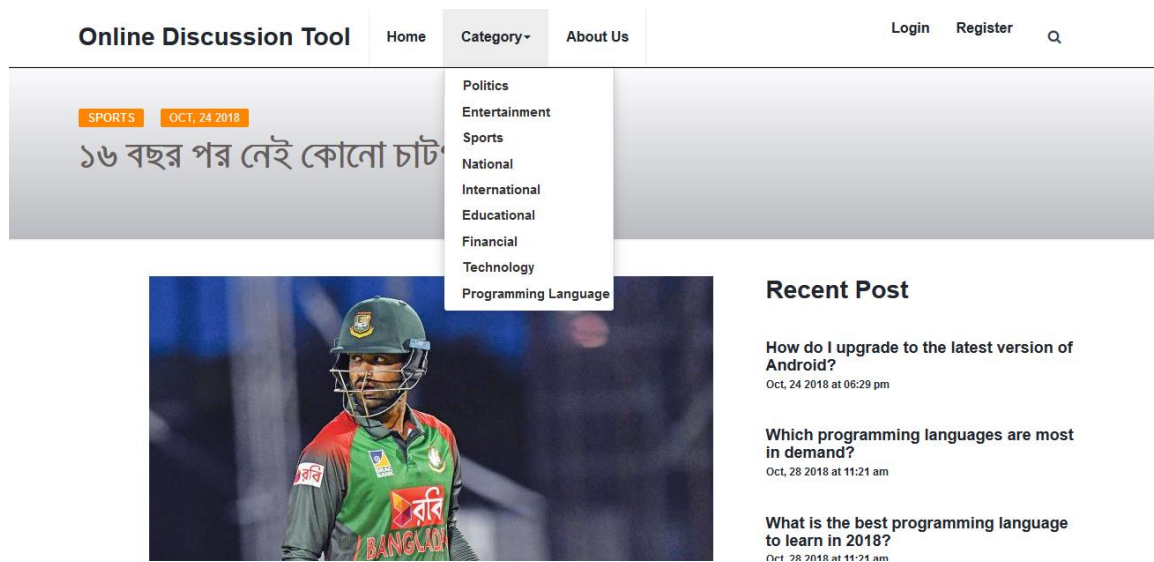 Online Discussion Tool Home Category About Us Login Register
Politics
Entertainment
Sports
National
International
Educational
Financial
Technology
Programming Language
SPORTS OCT, 24 2018
১৬ বছর পর নেই কোনো
রবি
রবি
BANGLAD
Recent Post
How do I upgrade to the latest version of
Android?
Oct, 24 2018 at 06:29 pm
Which programming languages are most
in demand?
Oct, 28 2018 at 11:21 am
What is the best programming language
to learn in 2018?
Oct, 28 2018 at 11:21 am